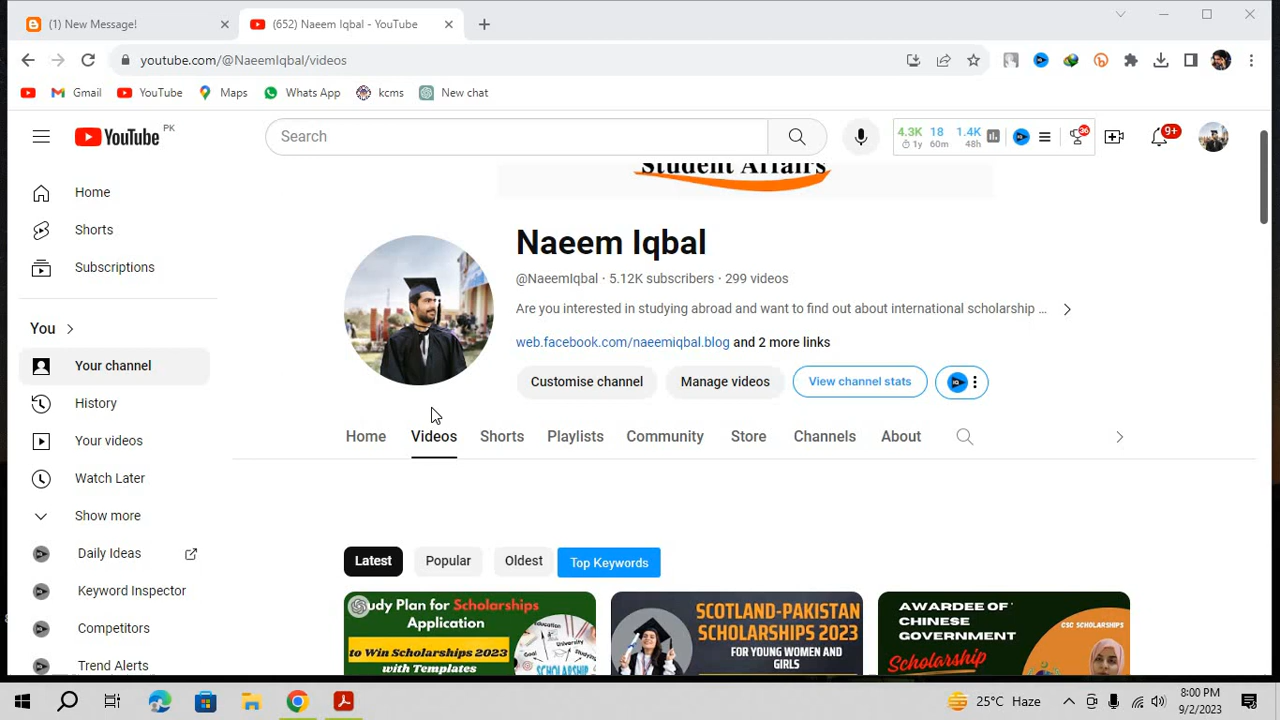 (1) New Message!
(652) Naeem Iqbal - YouTube
youtube.com/@NaeemIqbal/videos
Gmail YouTube Maps Whats App kcms New chat
YouTube PK
Search
4.3K 18 1.4K
1y 60m 48h
36
9+
Student Affairs
Home
Shorts
Subscriptions
You
Your channel
History
Your videos
Watch Later
Show more
Daily Ideas
Keyword Inspector
Competitors
Trend Alerts
Naeem Iqbal
@NaeemIqbal · 5.12K subscribers · 299 videos
Are you interested in studying abroad and want to find out about international scholarship ...
web.facebook.com/naeemiqbal.blog and 2 more links
Customise channel Manage videos View channel stats
Home Videos Shorts Playlists Community Store Channels About
Latest Popular Oldest Top Keywords
udy Plan for Scholarships
Application
to Win Scholarships 2023
with Templates
SCOTLAND-PAKISTAN
SCHOLARSHIPS 2023
FOR YOUNG WOMEN AND
GIRLS
AWARDEE OF
CHINESE
GOVERNMENT
Scholarship
CSC SCHOLARSHIPS
25°C Haze
8:00 PM
9/2/2023